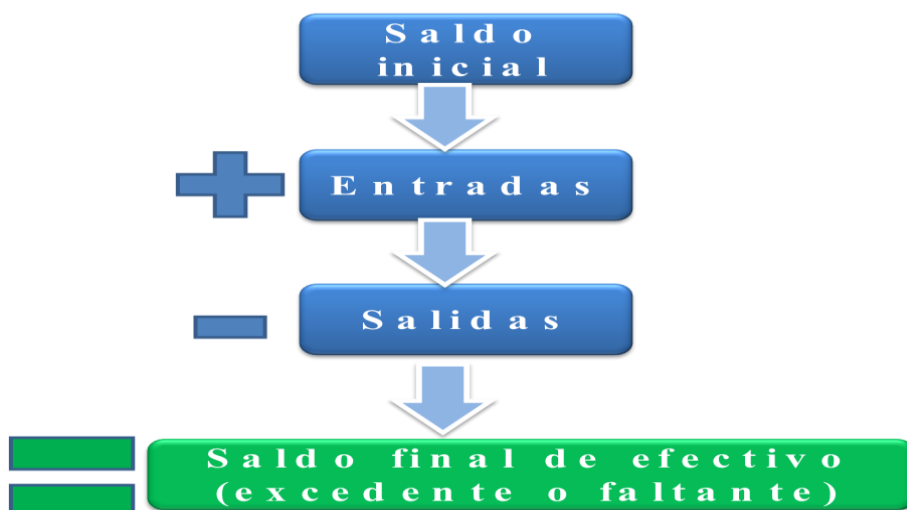 Saldo
inicial
Entradas
Salidas
Saldo final de efectivo
(excedente o faltante)